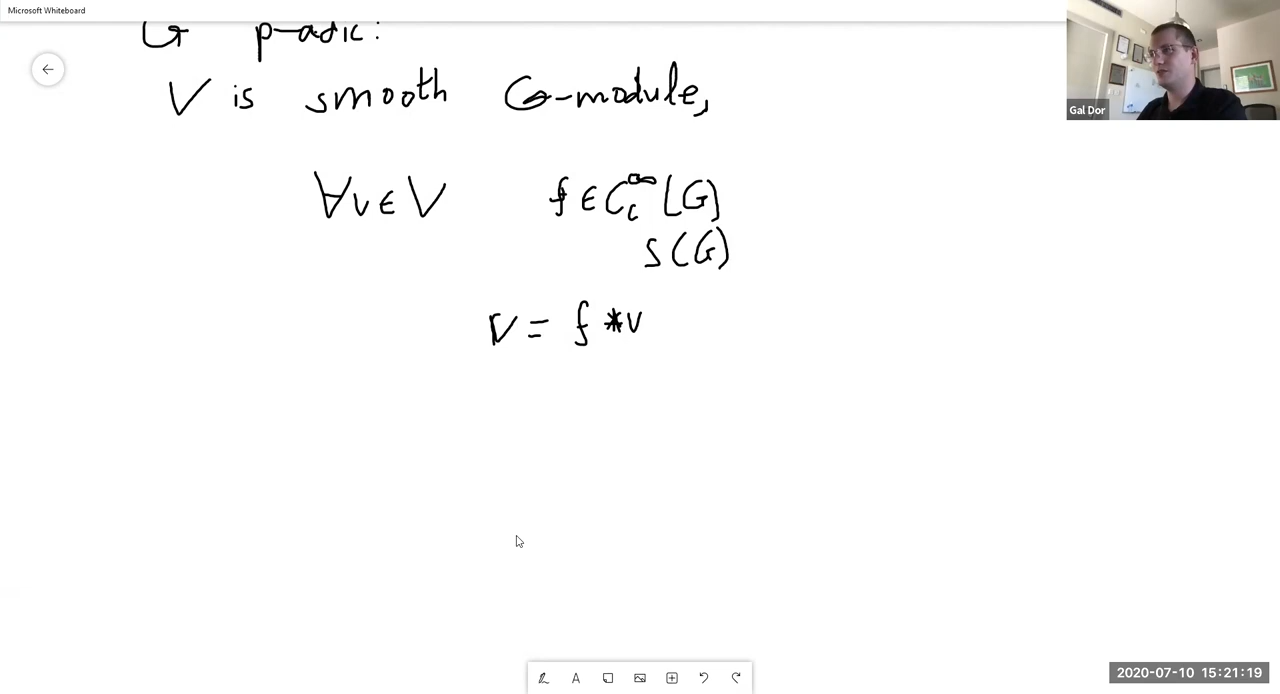 Microsoft Whiteboard
G p-adic:
V is smooth G-module,
∀v∈V f∈C_c^∞(G)
S(G)
v = f * v
Gal Dor
A
2020-07-10 15:21:19